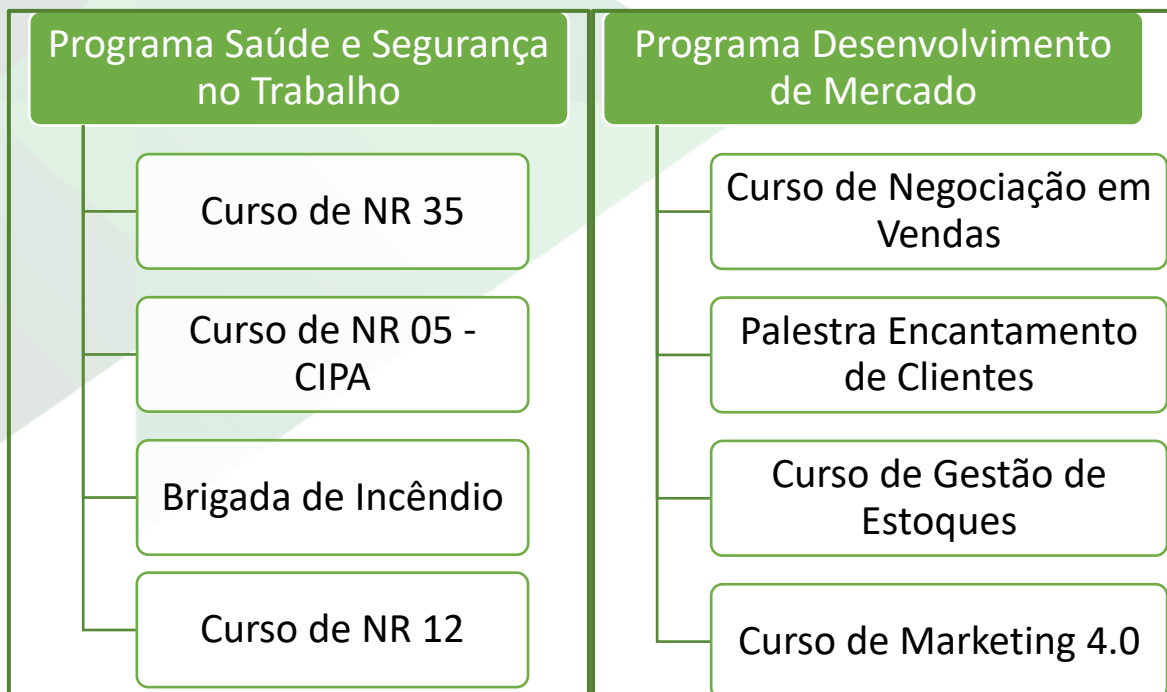 Programa Saúde e Segurança
no Trabalho
Curso de NR 35
Curso de NR 05 -
CIPA
Brigada de Incêndio
Curso de NR 12
Programa Desenvolvimento
de Mercado
Curso de Negociação em
Vendas
Palestra Encantamento
de Clientes
Curso de Gestão de
Estoques
Curso de Marketing 4.0